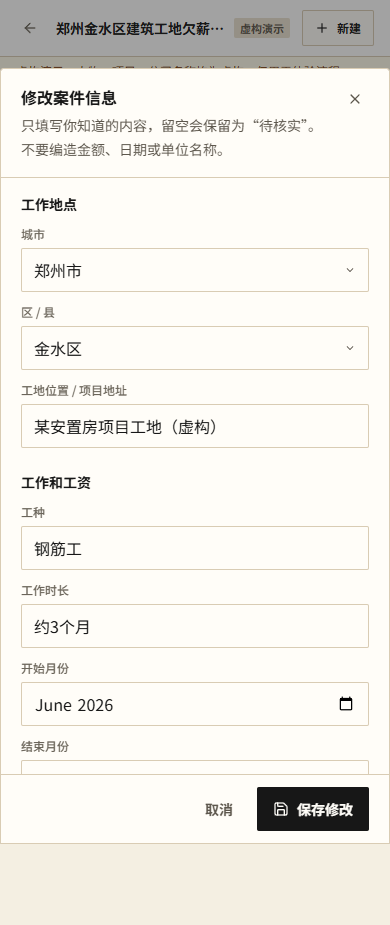 郑州金水区建筑工地欠薪…
虚构演示
新建
修改案件信息
只填写你知道的内容，留空会保留为“待核实”。
不要编造金额、日期或单位名称。
工作地点
城市
郑州市
区 / 县
金水区
工地位置 / 项目地址
某安置房项目工地（虚构）
工作和工资
工种
钢筋工
工作时长
约3个月
开始月份
June 2026
结束月份
取消
保存修改